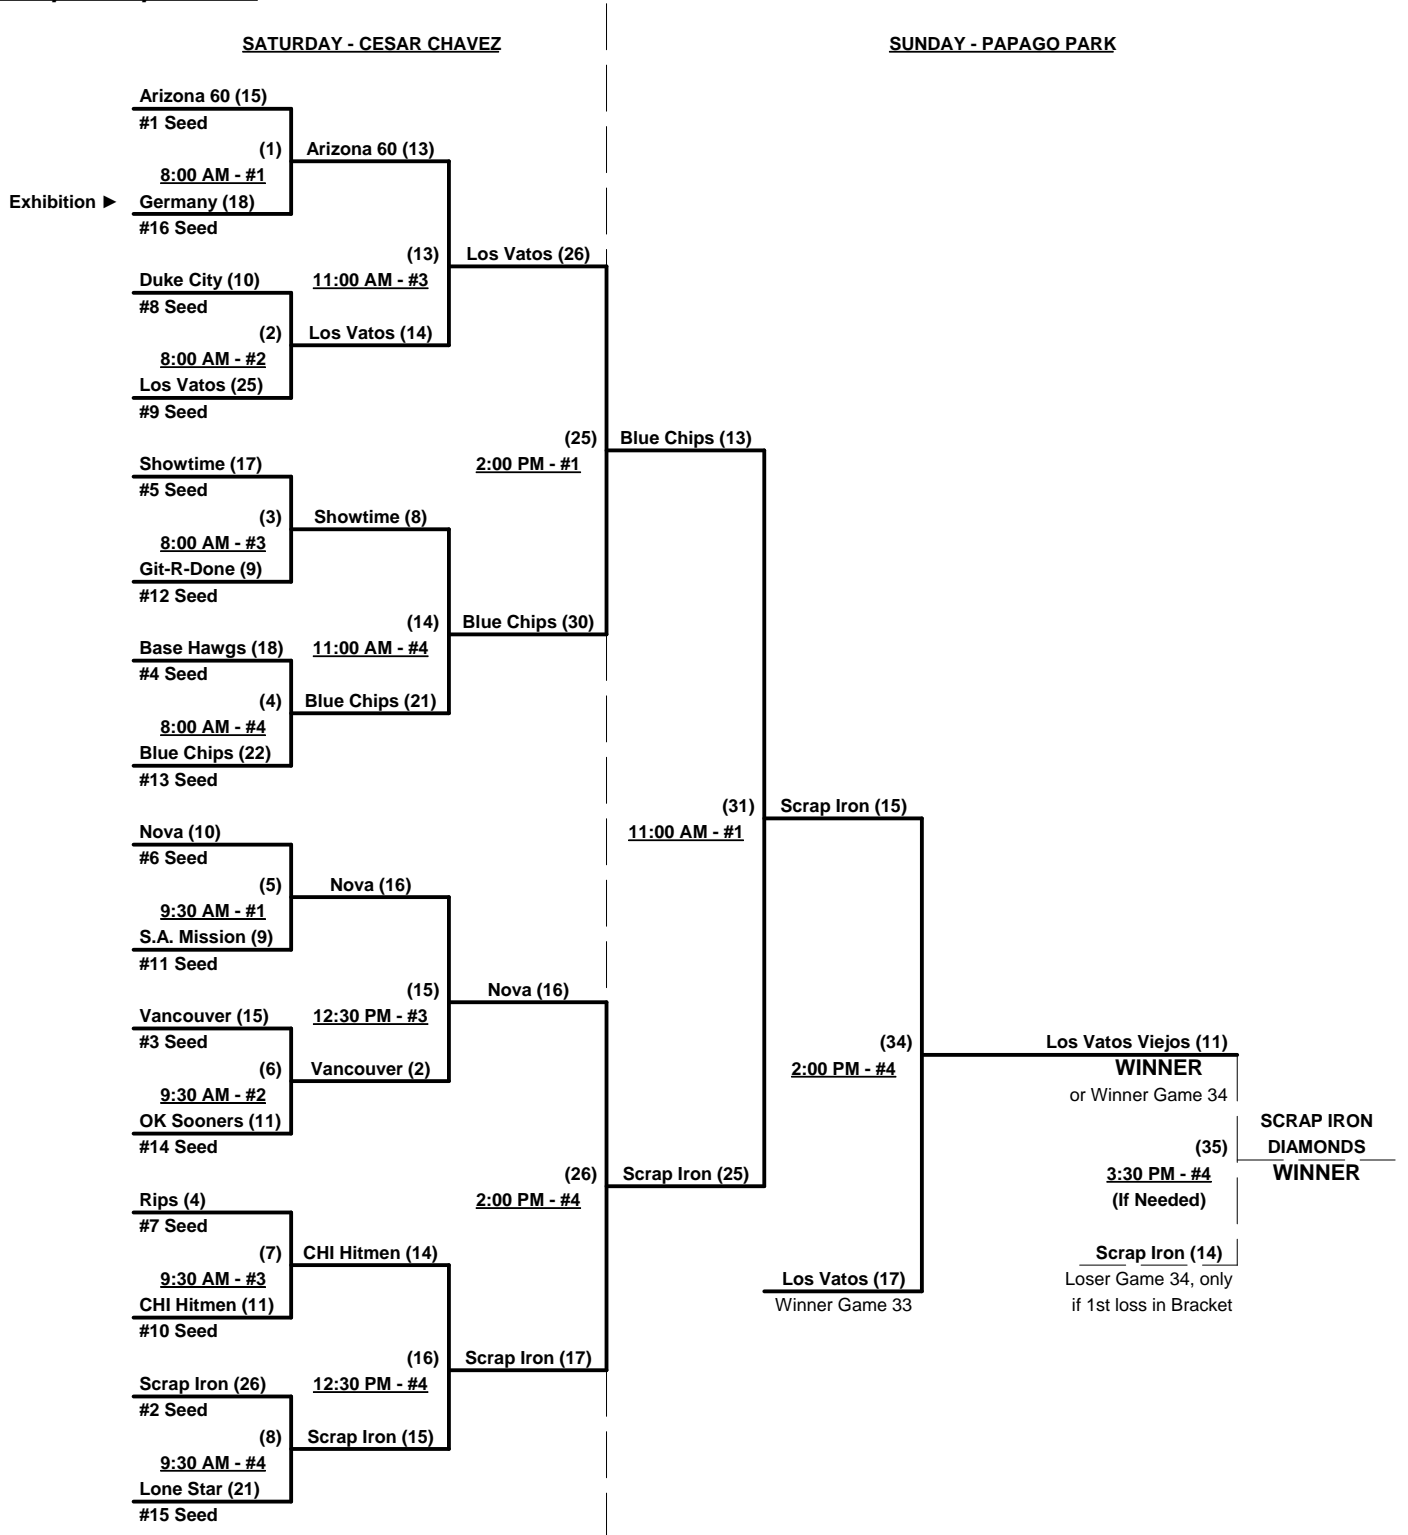 SATURDAY - CESAR CHAVEZ
SUNDAY - PAPAGO PARK
Arizona 60 (15)
#1 Seed
(1)
Arizona 60 (13)
8:00 AM - #1
Exhibition ►
Germany (18)
#16 Seed
(13)
Los Vatos (26)
11:00 AM - #3
Duke City (10)
#8 Seed
(2)
Los Vatos (14)
8:00 AM - #2
Los Vatos (25)
#9 Seed
(25)
Blue Chips (13)
2:00 PM - #1
Showtime (17)
#5 Seed
(3)
Showtime (8)
8:00 AM - #3
Git-R-Done (9)
#12 Seed
(14)
Blue Chips (30)
11:00 AM - #4
Base Hawgs (18)
#4 Seed
(4)
Blue Chips (21)
8:00 AM - #4
Blue Chips (22)
#13 Seed
(31)
Scrap Iron (15)
11:00 AM - #1
Nova (10)
#6 Seed
(5)
Nova (16)
9:30 AM - #1
S.A. Mission (9)
#11 Seed
(15)
Nova (16)
12:30 PM - #3
Vancouver (15)
#3 Seed
(6)
Vancouver (2)
9:30 AM - #2
OK Sooners (11)
#14 Seed
(34)
2:00 PM - #4
Los Vatos Viejos (11)
WINNER
or Winner Game 34
SCRAP IRON
DIAMONDS
WINNER
(35)
3:30 PM - #4
(If Needed)
(26)
Scrap Iron (25)
2:00 PM - #4
Rips (4)
#7 Seed
(7)
CHI Hitmen (14)
9:30 AM - #3
CHI Hitmen (11)
#10 Seed
Los Vatos (17)
Winner Game 33
Scrap Iron (14)
Loser Game 34, only
if 1st loss in Bracket
(16)
Scrap Iron (17)
12:30 PM - #4
Scrap Iron (26)
#2 Seed
(8)
Scrap Iron (15)
9:30 AM - #4
Lone Star (21)
#15 Seed